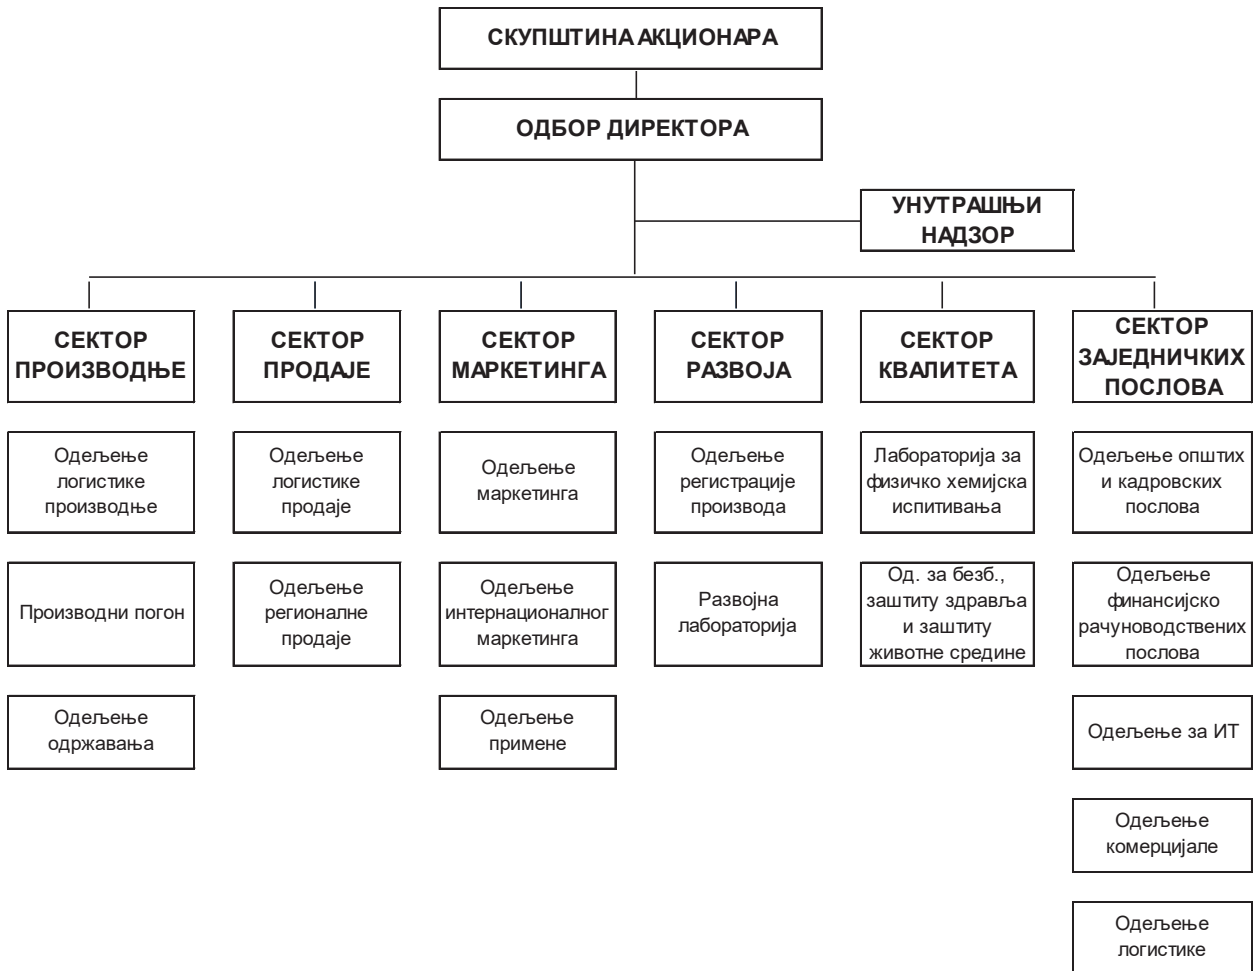 СКУПШТИНА АКЦИОНАРА
ОДБОР ДИРЕКТОРА
УНУТРАШЊИ
НАДЗОР
СЕКТОР
ПРОИЗВОДЊЕ
СЕКТОР
ПРОДАЈЕ
СЕКТОР
МАРКЕТИНГА
СЕКТОР
РАЗВОЈА
СЕКТОР
КВАЛИТЕТА
СЕКТОР
ЗАЈЕДНИЧКИХ
ПОСЛОВА
Одељење
логистике
производње
Одељење
логистике
продаје
Одељење
маркетинга
Одељење
регистрације
производа
Лабораторија за
физичко хемијска
испитивања
Одељење општих
и кадровских
послова
Производни погон
Одељење
регионалне
продаје
Одељење
интернационалног
маркетинга
Развојна
лабораторија
Од. за безб.,
заштиту здравља
и заштиту
животне средине
Одељење
финансијско
рачуноводствених
послова
Одељење
одржавања
Одељење
примене
Одељење за ИТ
Одељење
комерцијале
Одељење
логистике